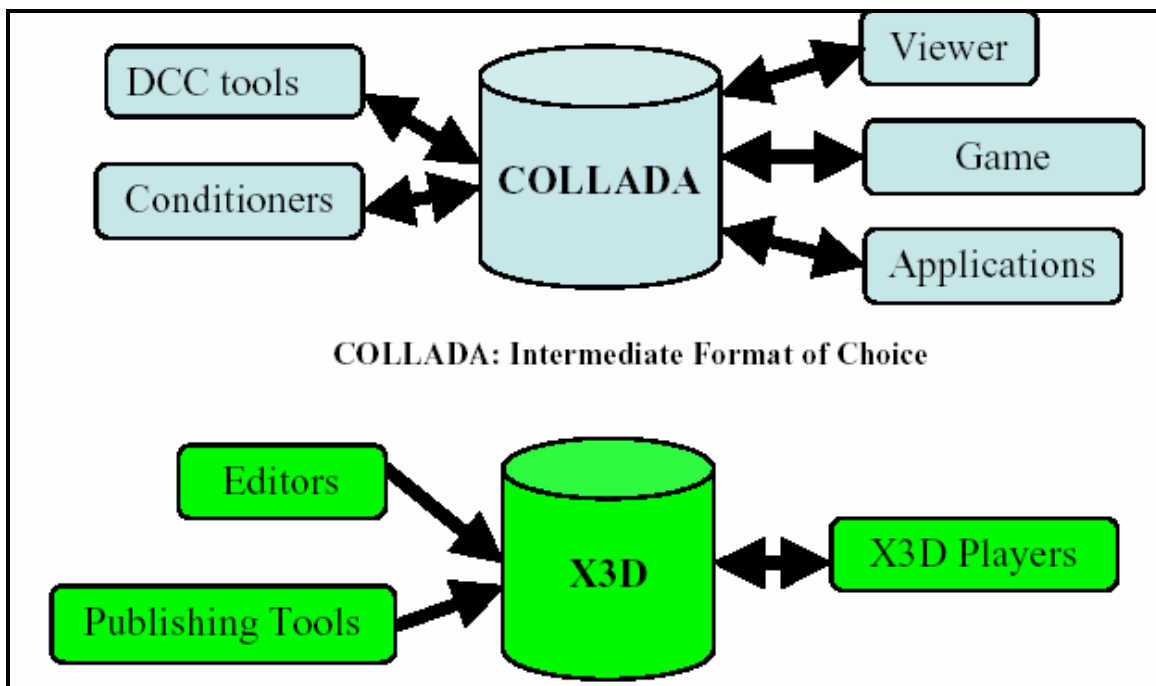 DCC tools
Viewer
COLLADA
Game
Conditioners
Applications
COLLADA: Intermediate Format of Choice
Editors
X3D
X3D Players
Publishing Tools